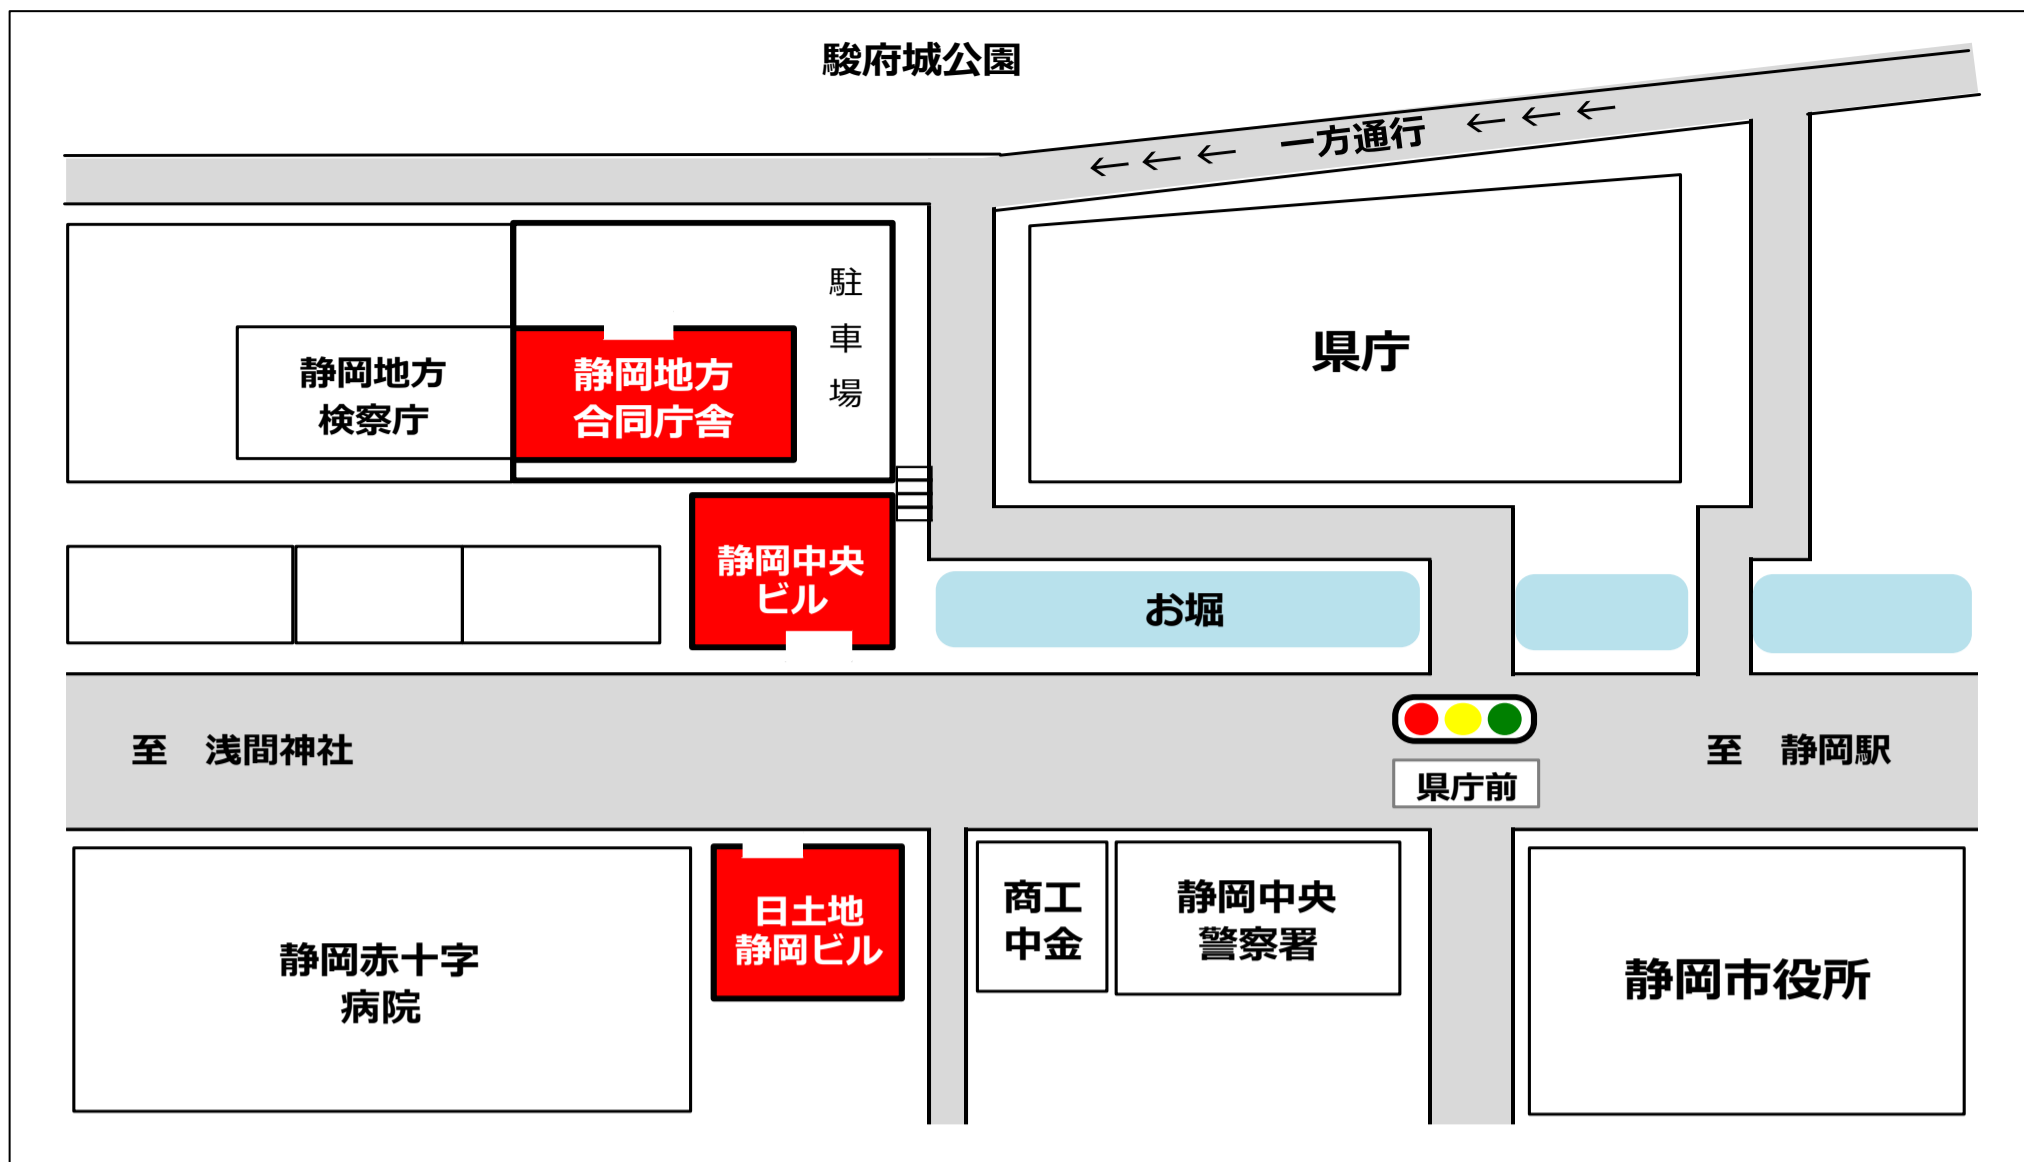 駿府城公園
←←← 一方通行 ←←←
駐車場
静岡地方
検察庁
静岡地方
合同庁舎
県庁
静岡中央
ビル
お堀
至　浅間神社
県庁前
至　静岡駅
静岡赤十字
病院
日土地
静岡ビル
商工
中金
静岡中央
警察署
静岡市役所